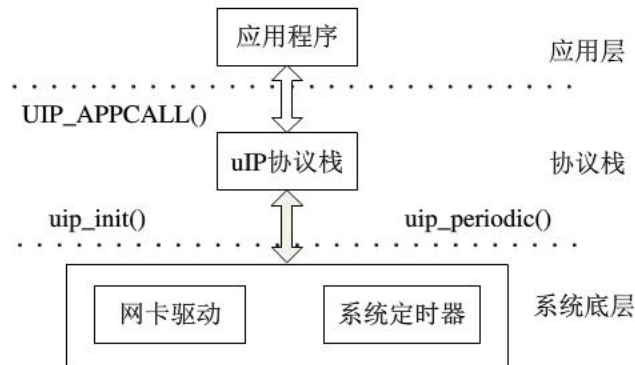 应用程序
应用层
UIP_APPCALL()
uIP协议栈
协议栈
uip_init()
uip_periodic()
系统底层
网卡驱动
系统定时器